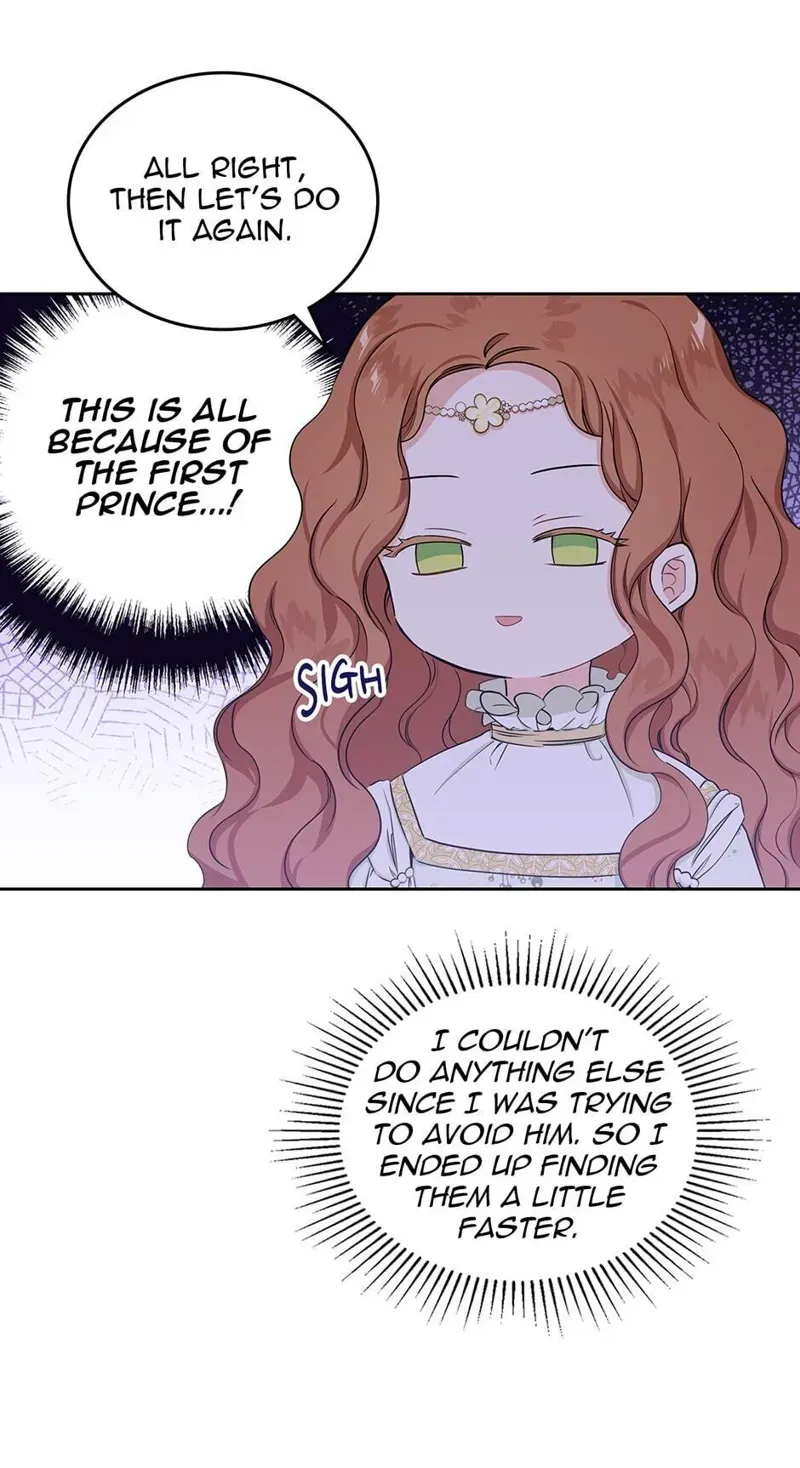 ALL RIGHT,
THEN LET'S DO
IT AGAIN.
THIS IS ALL
BECAUSE OF
THE FIRST
PRINCE...!
SIGH
I COULDN'T
DO ANYTHING ELSE
SINCE I WAS TRYING
TO AVOID HIM. SO I
ENDED UP FINDING
THEM A LITTLE
FASTER.